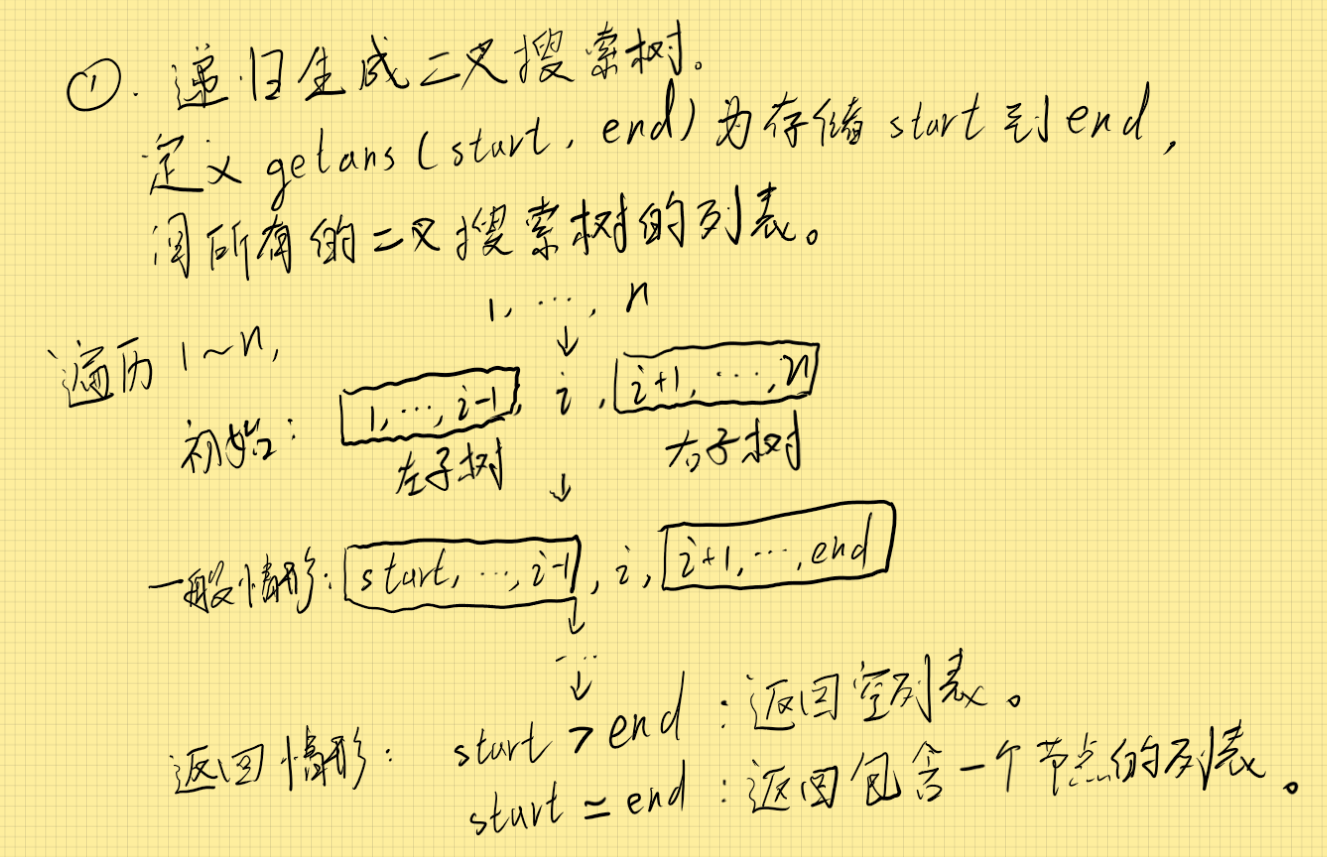 ①. 递归生成二叉搜索树。
定义 getans (start, end) 为存储 start 到 end,
间所有的二叉搜索树的列表。
1, ···, n
↓
遍历 1~n,
初始: 1, ···, i-1, i, i+1, ···, n
左子树 右子树
↓
一般情形: start, ···, i-1, i, i+1, ···, end
↓
···
↓
返回情形: start > end : 返回空列表。
start = end : 返回包含一个节点的列表。